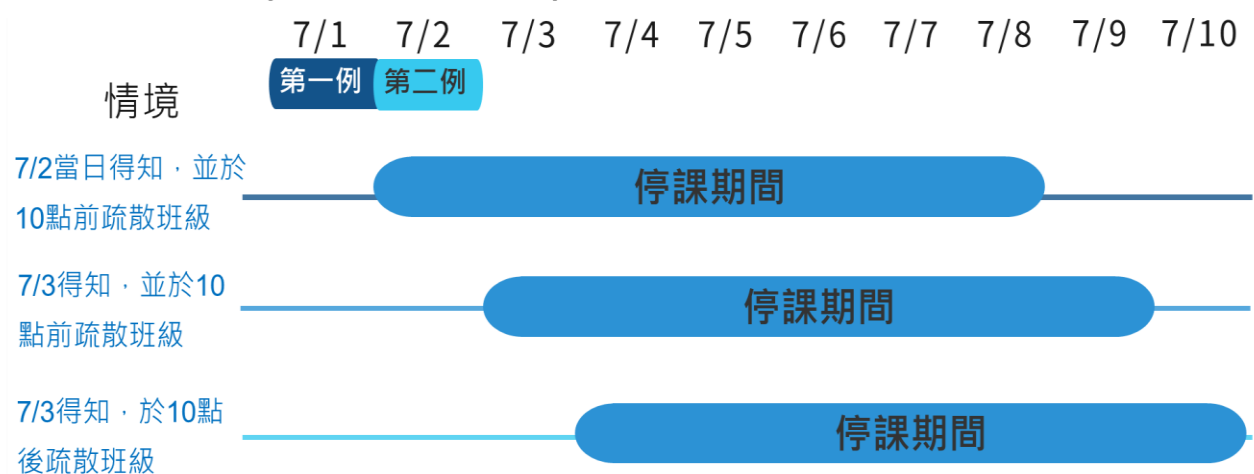 7/1 7/2 7/3 7/4 7/5 7/6 7/7 7/8 7/9 7/10
第一例 第二例
情境
7/2當日得知，並於
10點前疏散班級
停課期間
7/3得知，並於10
點前疏散班級
停課期間
7/3得知，於10點
後疏散班級
停課期間